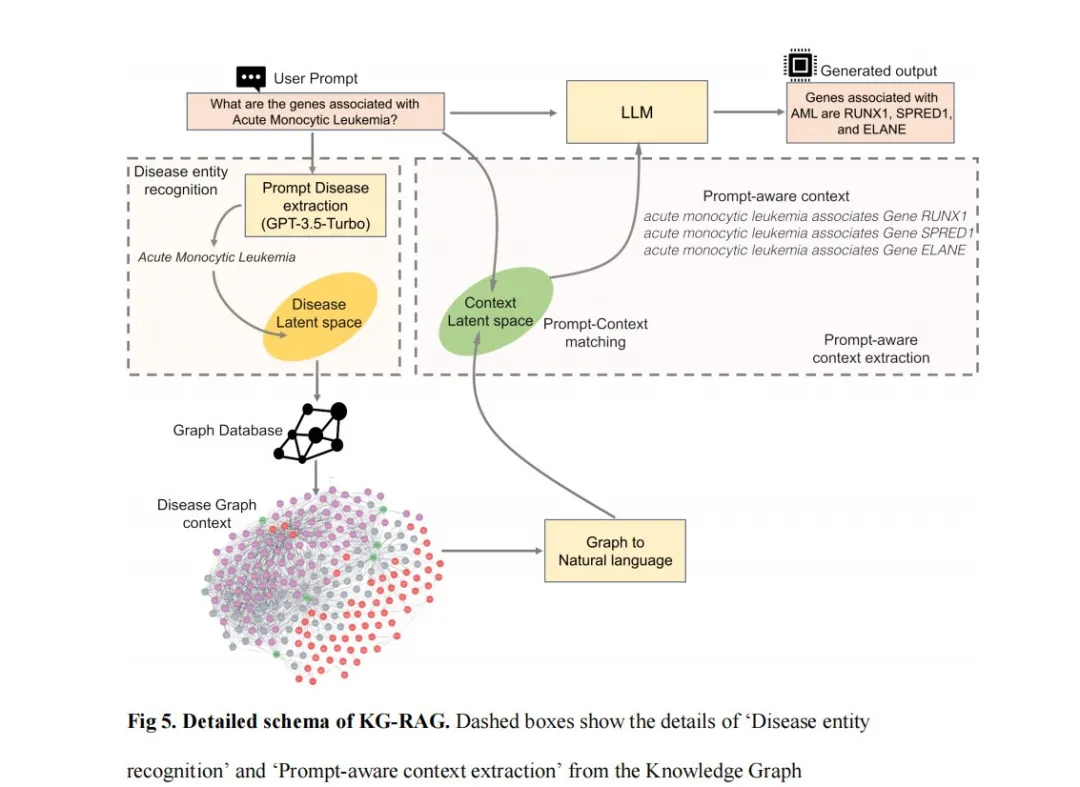 User Prompt
What are the genes associated with
Acute Monocytic Leukemia?
LLM
Generated output
Genes associated with
AML are RUNX1, SPRED1,
and ELANE
Disease entity
recognition
Prompt Disease
extraction
(GPT-3.5-Turbo)
Acute Monocytic Leukemia
Disease
Latent space
Prompt-aware context
acute monocytic leukemia associates Gene RUNX1
acute monocytic leukemia associates Gene SPRED1
acute monocytic leukemia associates Gene ELANE
Context
Latent space
Prompt-Context
matching
Prompt-aware
context extraction
Graph Database
Disease Graph
context
Graph to
Natural language
Fig 5. Detailed schema of KG-RAG. Dashed boxes show the details of ‘Disease entity
recognition’ and ‘Prompt-aware context extraction’ from the Knowledge Graph